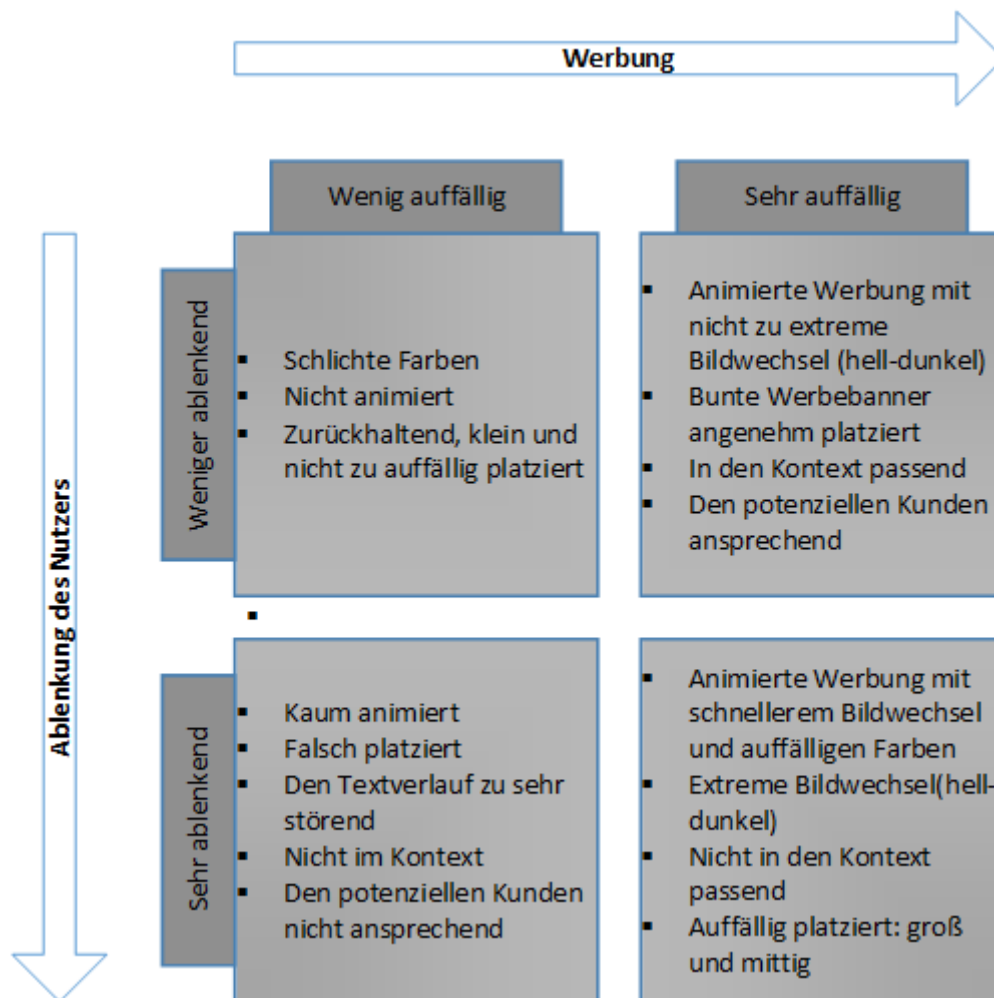 Werbung
Wenig auffällig
Sehr auffällig
Ablenkung des Nutzers
Weniger ablenkend
▪ Schlichte Farben
▪ Nicht animiert
▪ Zurückhaltend, klein und
nicht zu auffällig platziert
▪ Animierte Werbung mit
nicht zu extreme
Bildwechsel (hell-dunkel)
▪ Bunte Werbebanner
angenehm platziert
▪ In den Kontext passend
▪ Den potenziellen Kunden
ansprechend
▪
Sehr ablenkend
▪ Kaum animiert
▪ Falsch platziert
▪ Den Textverlauf zu sehr
störend
▪ Nicht im Kontext
▪ Den potenziellen Kunden
nicht ansprechend
▪ Animierte Werbung mit
schnellerem Bildwechsel
und auffälligen Farben
▪ Extreme Bildwechsel(hell-
dunkel)
▪ Nicht in den Kontext
passend
▪ Auffällig platziert: groß
und mittig